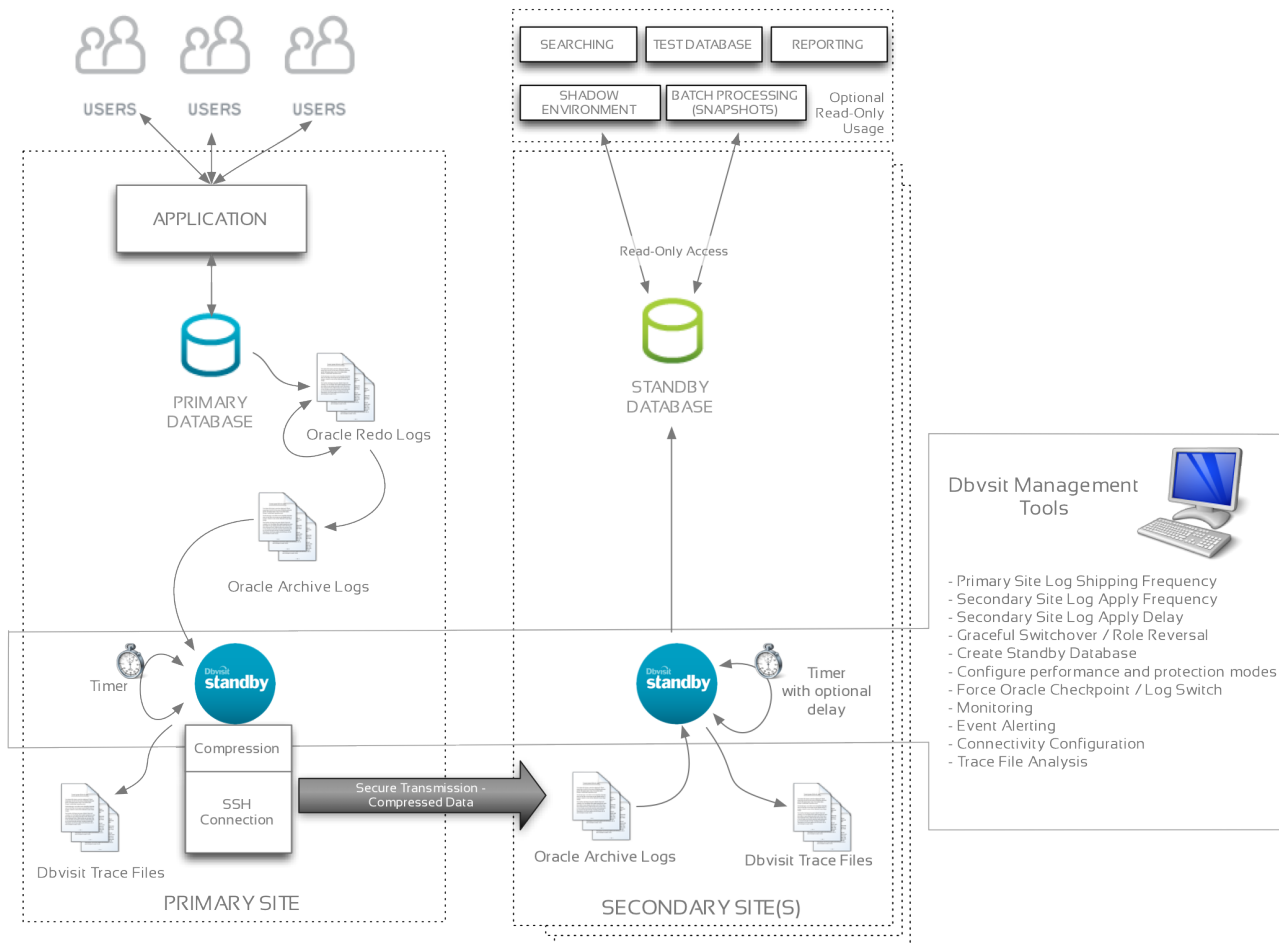 USERS
USERS
USERS
SEARCHING
TEST DATABASE
REPORTING
SHADOW
ENVIRONMENT
BATCH PROCESSING
(SNAPSHOTS)
Optional
Read-Only
Usage
APPLICATION
PRIMARY
DATABASE
Oracle Redo Logs
Oracle Archive Logs
Timer
Dbvisit
standby
Compression
SSH
Connection
Dbvisit Trace Files
PRIMARY SITE
Secure Transmission -
Compressed Data
Read-Only Access
STANDBY
DATABASE
Dbvisit
standby
Timer
with optional
delay
Oracle Archive Logs
Dbvisit Trace Files
SECONDARY SITE(S)
Dbvsit Management
Tools
- Primary Site Log Shipping Frequency
- Secondary Site Log Apply Frequency
- Secondary Site Log Apply Delay
- Graceful Switchover / Role Reversal
- Create Standby Database
- Configure performance and protection modes
- Force Oracle Checkpoint / Log Switch
- Monitoring
- Event Alerting
- Connectivity Configuration
- Trace File Analysis